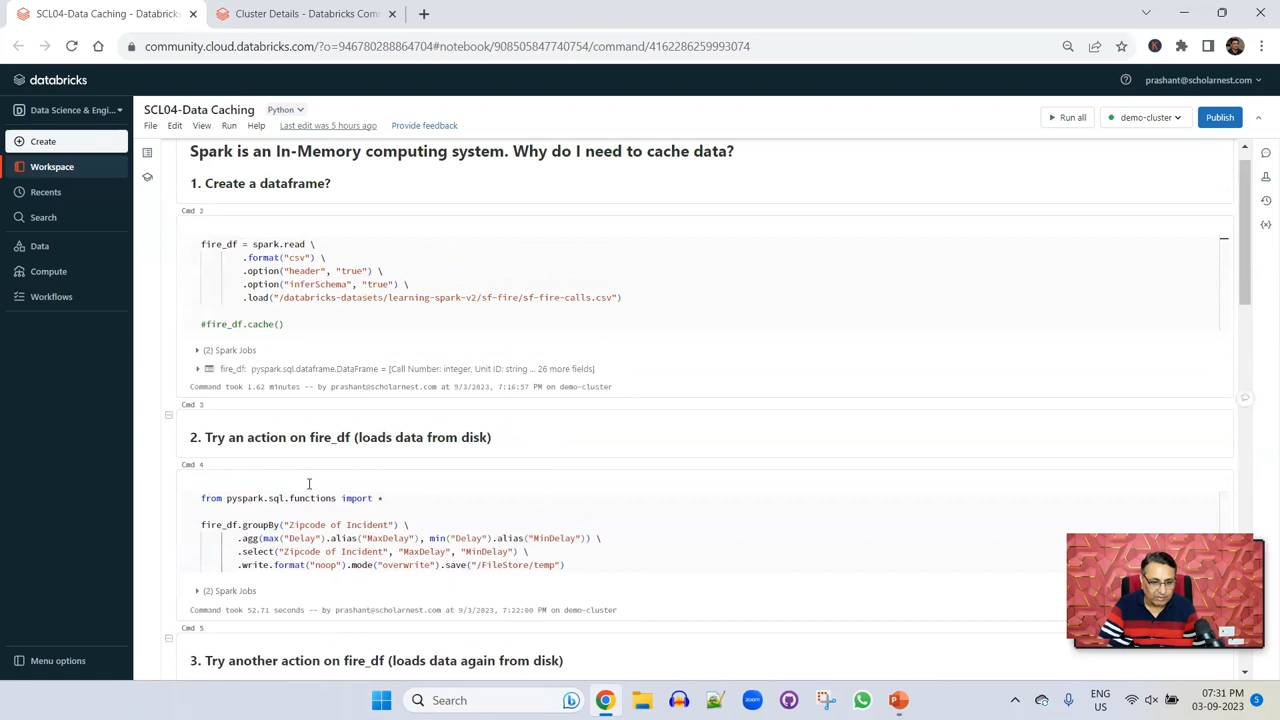 SCL04-Data Caching - Databricks
Cluster Details - Databricks Com
community.cloud.databricks.com/?o=946780288864704#notebook/908505847740754/command/4162286259993074
K
databricks
prashant@scholarnest.com
D Data Science & Engi...
Create
Workspace
Recents
Search
Data
Compute
Workflows
Menu options
SCL04-Data Caching
Python
File Edit View Run Help Last edit was 5 hours ago Provide feedback
Run all
demo-cluster
Publish
Spark is an In-Memory computing system. Why do I need to cache data?
1. Create a dataframe?
Cmd 2
fire_df = spark.read \
.format("csv") \
.option("header", "true") \
.option("inferSchema", "true") \
.load("/databricks-datasets/learning-spark-v2/sf-fire/sf-fire-calls.csv")
#fire_df.cache()
(2) Spark Jobs
fire_df: pyspark.sql.dataframe.DataFrame = [Call Number: integer, Unit ID: string ... 26 more fields]
Command took 1.62 minutes -- by prashant@scholarnest.com at 9/3/2023, 7:16:57 PM on demo-cluster
Cmd 3
2. Try an action on fire_df (loads data from disk)
Cmd 4
from pyspark.sql.functions import *
fire_df.groupBy("Zipcode of Incident") \
.agg(max("Delay").alias("MaxDelay"), min("Delay").alias("MinDelay")) \
.select("Zipcode of Incident", "MaxDelay", "MinDelay") \
.write.format("noop").mode("overwrite").save("/FileStore/temp")
(2) Spark Jobs
Command took 52.71 seconds -- by prashant@scholarnest.com at 9/3/2023, 7:22:00 PM on demo-cluster
Cmd 5
3. Try another action on fire_df (loads data again from disk)
Search
zoom
ENG
US
07:31 PM
03-09-2023
5